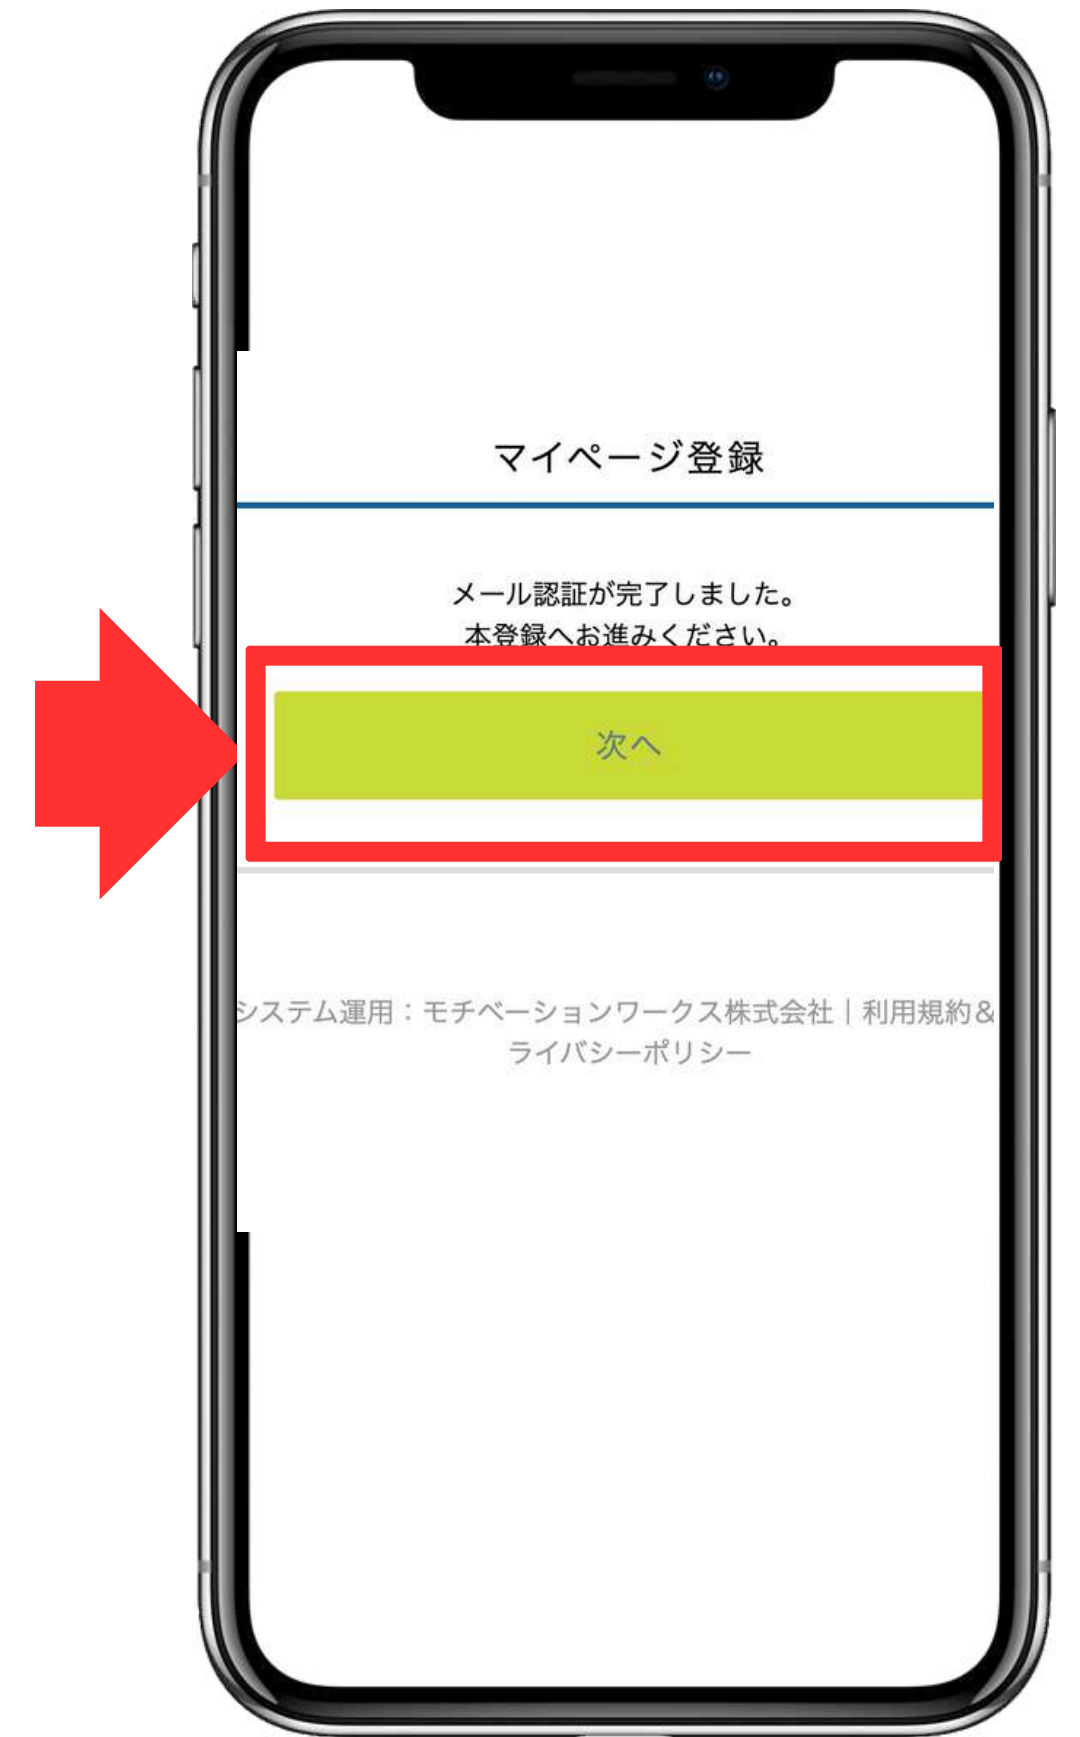 マイページ登録
メール認証が完了しました。
本登録へお進みください。
次へ
システム運用：モチベーションワークス株式会社｜利用規約＆
ライバシーポリシー